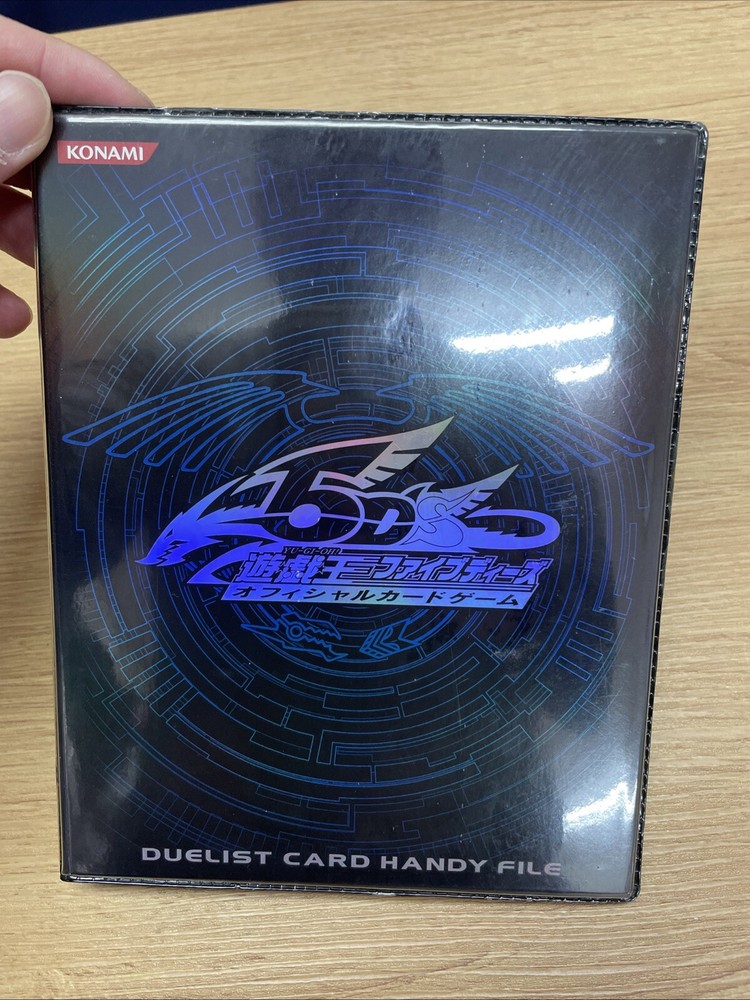 KONAMI
5D's
YU-GI-OH!
遊戯王ファイブディーズ
オフィシャルカードゲーム
DUELIST CARD HANDY FILE